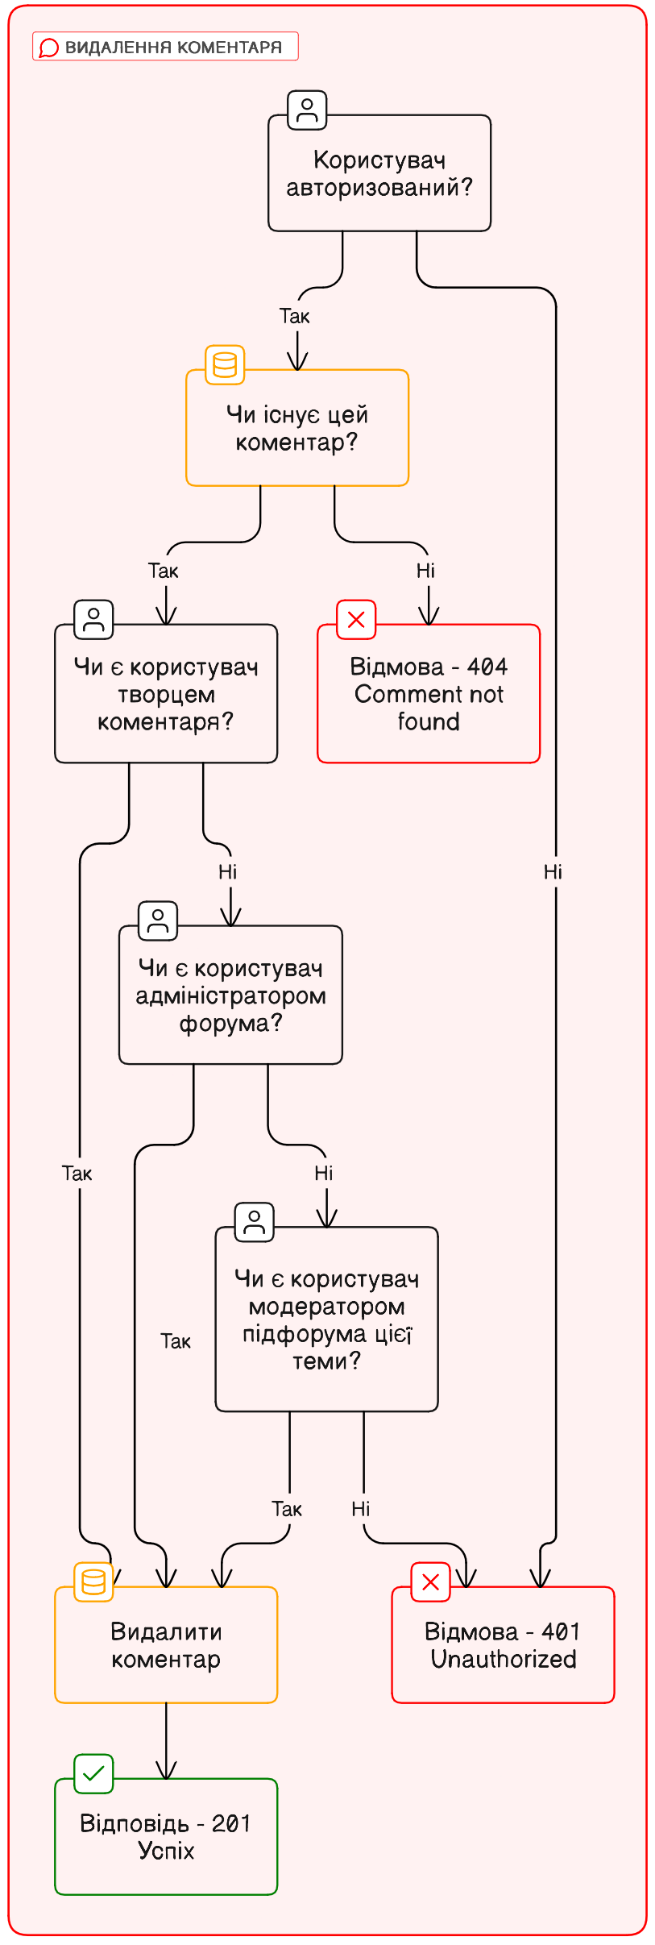 ВИДАЛЕННЯ КОМЕНТАРЯ
Користувач
авторизований?
Так
Чи існує цей
коментар?
Так
Ні
Чи є користувач
творцем
коментаря?
Відмова - 404
Comment not
found
Ні
Ні
Чи є користувач
адміністратором
форума?
Так
Ні
Чи є користувач
модератором
підфорума цієї
теми?
Так
Так
Ні
Видалити
коментар
Відмова - 401
Unauthorized
Відповідь - 201
Успіх